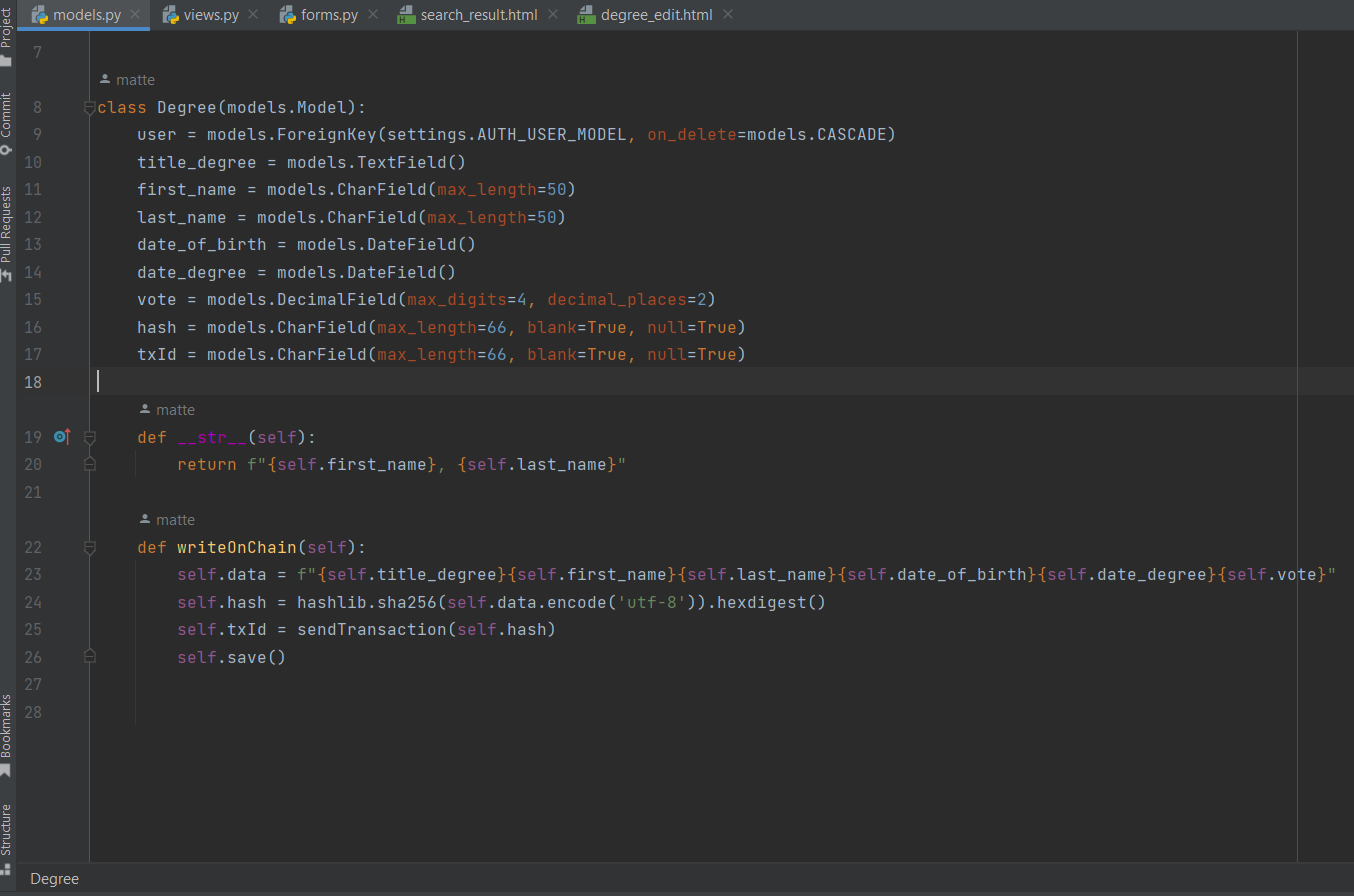 models.py views.py forms.py search_result.html degree_edit.html
Project
Commit
Pull Requests
Bookmarks
Structure
7
matte
8 class Degree(models.Model):
9 user = models.ForeignKey(settings.AUTH_USER_MODEL, on_delete=models.CASCADE)
10 title_degree = models.TextField()
11 first_name = models.CharField(max_length=50)
12 last_name = models.CharField(max_length=50)
13 date_of_birth = models.DateField()
14 date_degree = models.DateField()
15 vote = models.DecimalField(max_digits=4, decimal_places=2)
16 hash = models.CharField(max_length=66, blank=True, null=True)
17 txId = models.CharField(max_length=66, blank=True, null=True)
18
matte
19 def __str__(self):
20 return f"{self.first_name}, {self.last_name}"
21
matte
22 def writeOnChain(self):
23 self.data = f"{self.title_degree}{self.first_name}{self.last_name}{self.date_of_birth}{self.date_degree}{self.vote}"
24 self.hash = hashlib.sha256(self.data.encode('utf-8')).hexdigest()
25 self.txId = sendTransaction(self.hash)
26 self.save()
27
28
Degree